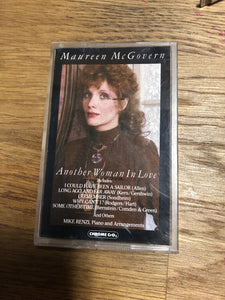 Maureen McGovern
Another Woman In Love
Includes
I COULD HAVE BEEN A SAILOR (Allen)
LONG AGO AND FAR AWAY (Kern/Gershwin)
I REMEMBER (Sondheim)
WHY CAN'T I? (Rodgers/Hart)
SOME OTHER TIME (Bernstein/Comden & Green)
And Others
MIKE RENZI, Piano and Arrangements